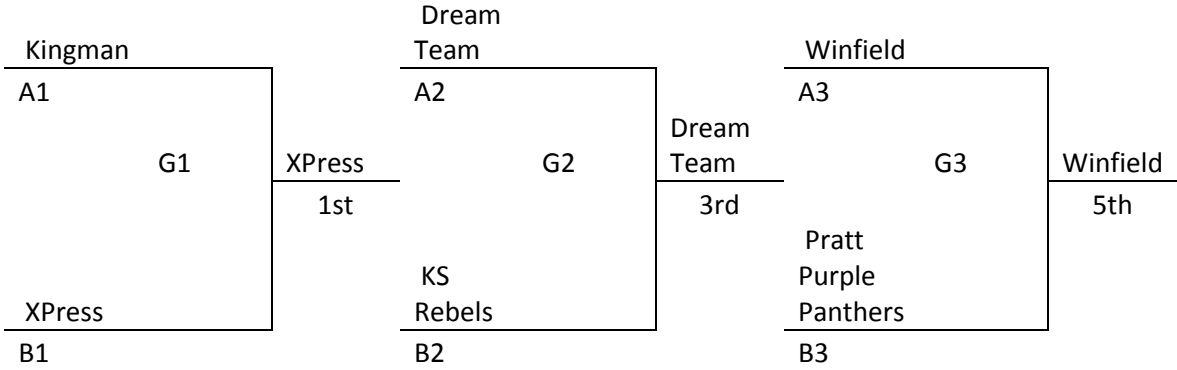 Dream
Kingman Team Winfield
A1 A2 A3
Dream
G1 XPress G2 Team G3 Winfield
1st 3rd 5th
Pratt
KS Purple
XPress Rebels Panthers
B1 B2 B3